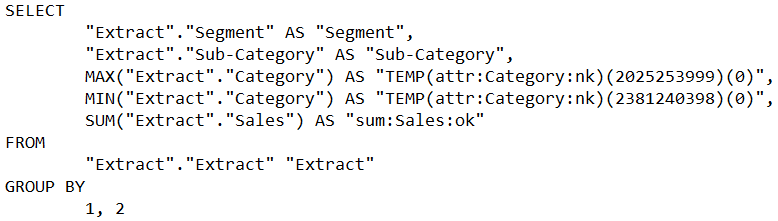 SELECT
"Extract"."Segment" AS "Segment",
"Extract"."Sub-Category" AS "Sub-Category",
MAX("Extract"."Category") AS "TEMP(attr:Category:nk)(2025253999)(0)",
MIN("Extract"."Category") AS "TEMP(attr:Category:nk)(2381240398)(0)",
SUM("Extract"."Sales") AS "sum:Sales:ok"
FROM
"Extract"."Extract" "Extract"
GROUP BY
1, 2